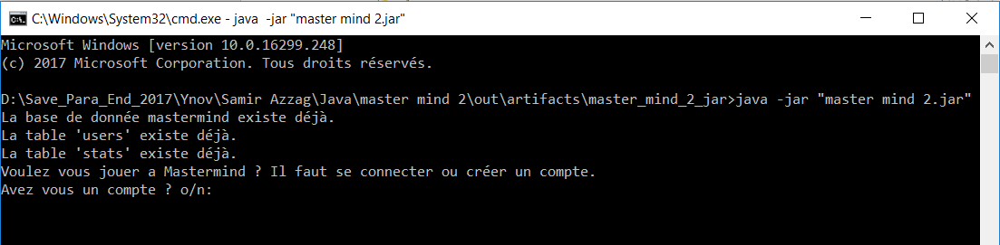 C:\Windows\System32\cmd.exe - java  -jar "master mind 2.jar"
Microsoft Windows [version 10.0.16299.248]
(c) 2017 Microsoft Corporation. Tous droits réservés.
D:\Save_Para_End_2017\Ynov\Samir Azzag\Java\master mind 2\out\artifacts\master_mind_2_jar>java -jar "master mind 2.jar"
La base de donnée mastermind existe déjà.
La table 'users' existe déjà.
La table 'stats' existe déjà.
Voulez vous jouer a Mastermind ? Il faut se connecter ou créer un compte.
Avez vous un compte ? o/n: